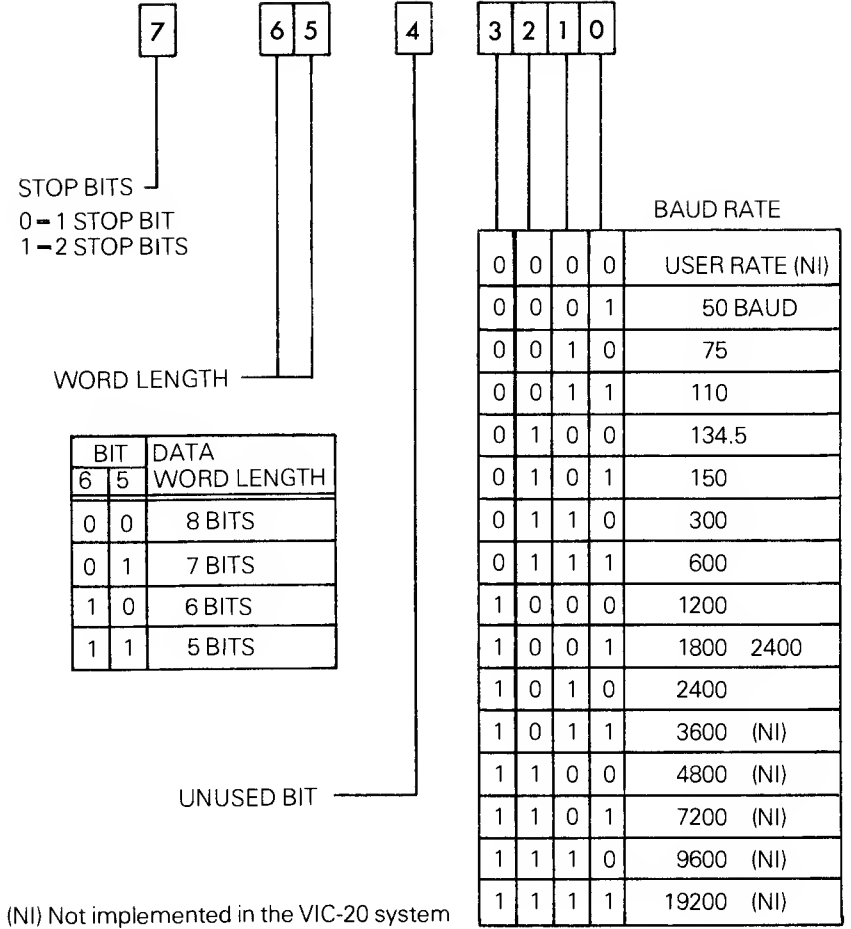 7 6 5 4 3 2 1 0
STOP BITS
0–1 STOP BIT
1–2 STOP BITS
WORD LENGTH
BIT DATA
6 5 WORD LENGTH
0 0 8 BITS
0 1 7 BITS
1 0 6 BITS
1 1 5 BITS
UNUSED BIT
BAUD RATE
0 0 0 0 USER RATE (NI)
0 0 0 1 50 BAUD
0 0 1 0 75
0 0 1 1 110
0 1 0 0 134.5
0 1 0 1 150
0 1 1 0 300
0 1 1 1 600
1 0 0 0 1200
1 0 0 1 1800 2400
1 0 1 0 2400
1 0 1 1 3600 (NI)
1 1 0 0 4800 (NI)
1 1 0 1 7200 (NI)
1 1 1 0 9600 (NI)
1 1 1 1 19200 (NI)
(NI) Not implemented in the VIC-20 system